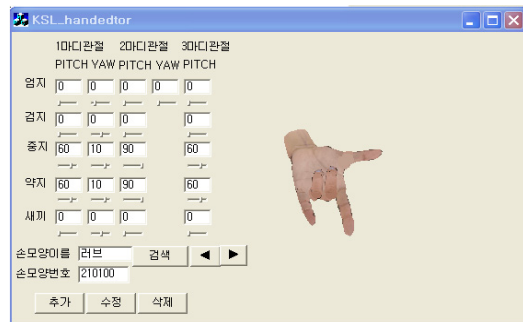 KSL_handedtor
1마디관절 2마디관절 3마디관절
PITCH YAW PITCH YAW PITCH
엄지 0 0 0 0 0
검지 0 0 0 0
중지 60 10 90 60
약지 60 10 90 60
새끼 0 0 0 0
손모양이름 러브 검색 ◀ ▶
손모양번호 210100
추가 수정 삭제